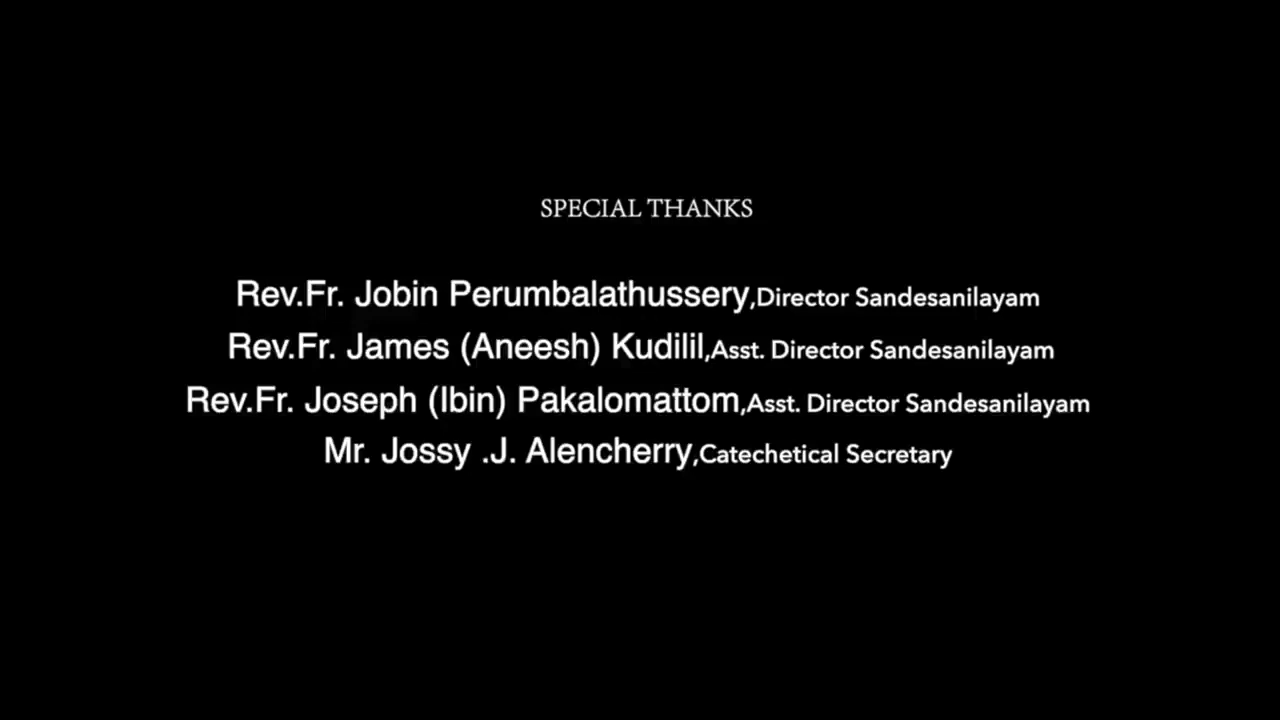 SPECIAL THANKS
Rev.Fr. Jobin Perumbalathussery,Director Sandesanilayam
Rev.Fr. James (Aneesh) Kudilil,Asst. Director Sandesanilayam
Rev.Fr. Joseph (Ibin) Pakalomattom,Asst. Director Sandesanilayam
Mr. Jossy .J. Alencherry,Catechetical Secretary